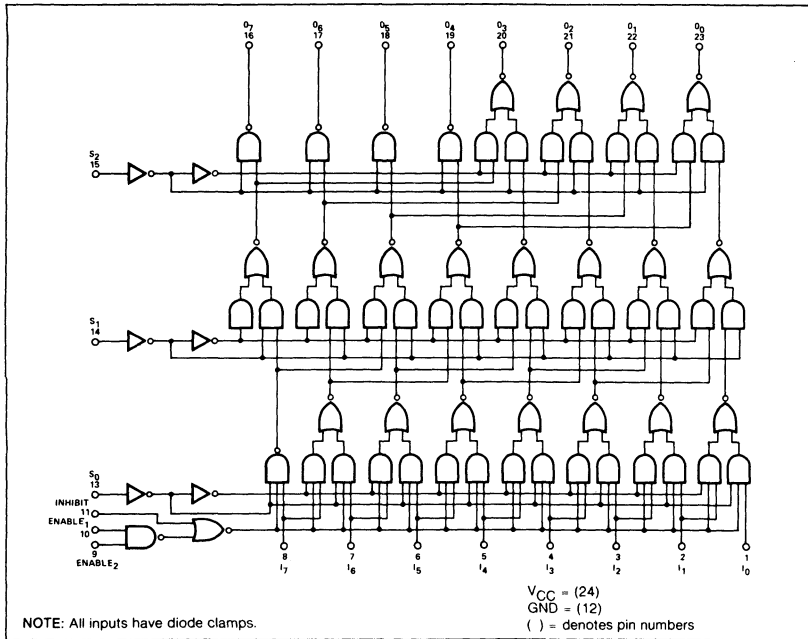 O7 O6 O5 O4 O3 O2 O1 O0
16 17 18 19 20 21 22 23
S2
15
S1
14
S0
13
INHIBIT
11
ENABLE1
10
9
ENABLE2
8 7 6 5 4 3 2 1
I7 I6 I5 I4 I3 I2 I1 I0
VCC = (24)
GND = (12)
( ) = denotes pin numbers
NOTE: All inputs have diode clamps.